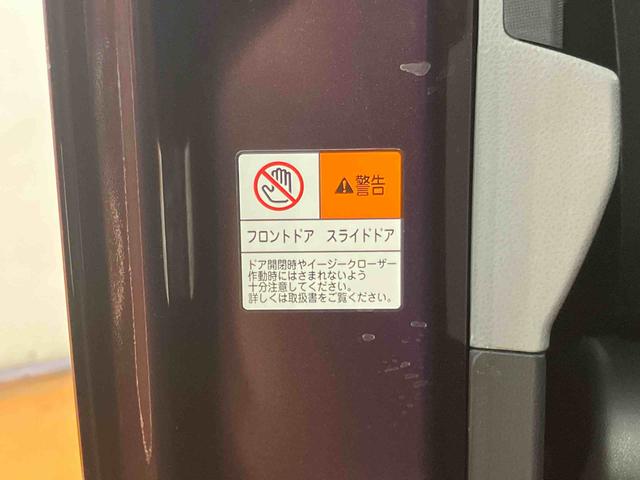 警告
フロントドア スライドドア
ドア開閉時やイージークローザー
作動時にはさまれないよう
十分注意してください。
詳しくは取扱書をご覧ください。